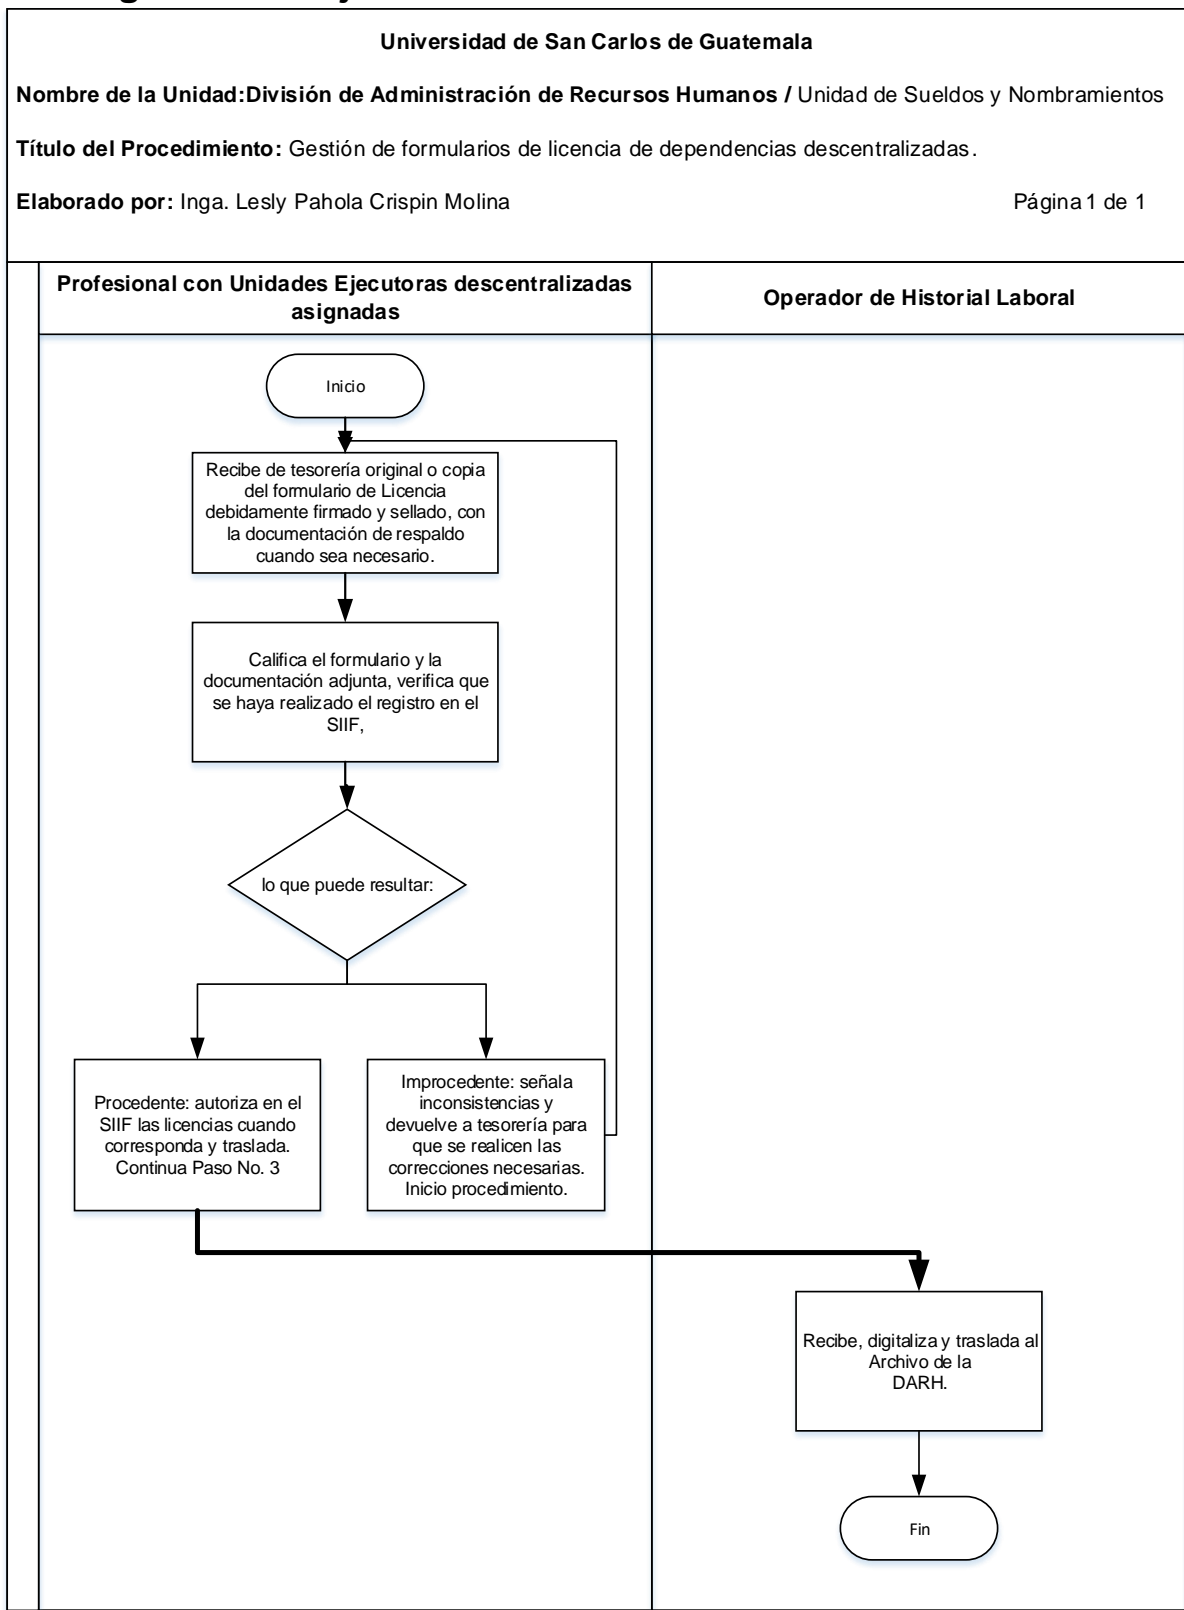 Universidad de San Carlos de Guatemala
Nombre de la Unidad:División de Administración de Recursos Humanos / Unidad de Sueldos y Nombramientos
Título del Procedimiento: Gestión de formularios de licencia de dependencias descentralizadas.
Elaborado por: Inga. Lesly Pahola Crispin Molina Página 1 de 1
Profesional con Unidades Ejecutoras descentralizadas
asignadas
Operador de Historial Laboral
Inicio
Recibe de tesorería original o copia
del formulario de Licencia
debidamente firmado y sellado, con
la documentación de respaldo
cuando sea necesario.
Califica el formulario y la
documentación adjunta, verifica que
se haya realizado el registro en el
SIIF,
lo que puede resultar:
Procedente: autoriza en el
SIIF las licencias cuando
corresponda y traslada.
Continua Paso No. 3
Improcedente: señala
inconsistencias y
devuelve a tesorería para
que se realicen las
correcciones necesarias.
Inicio procedimiento.
Recibe, digitaliza y traslada al
Archivo de la
DARH.
Fin